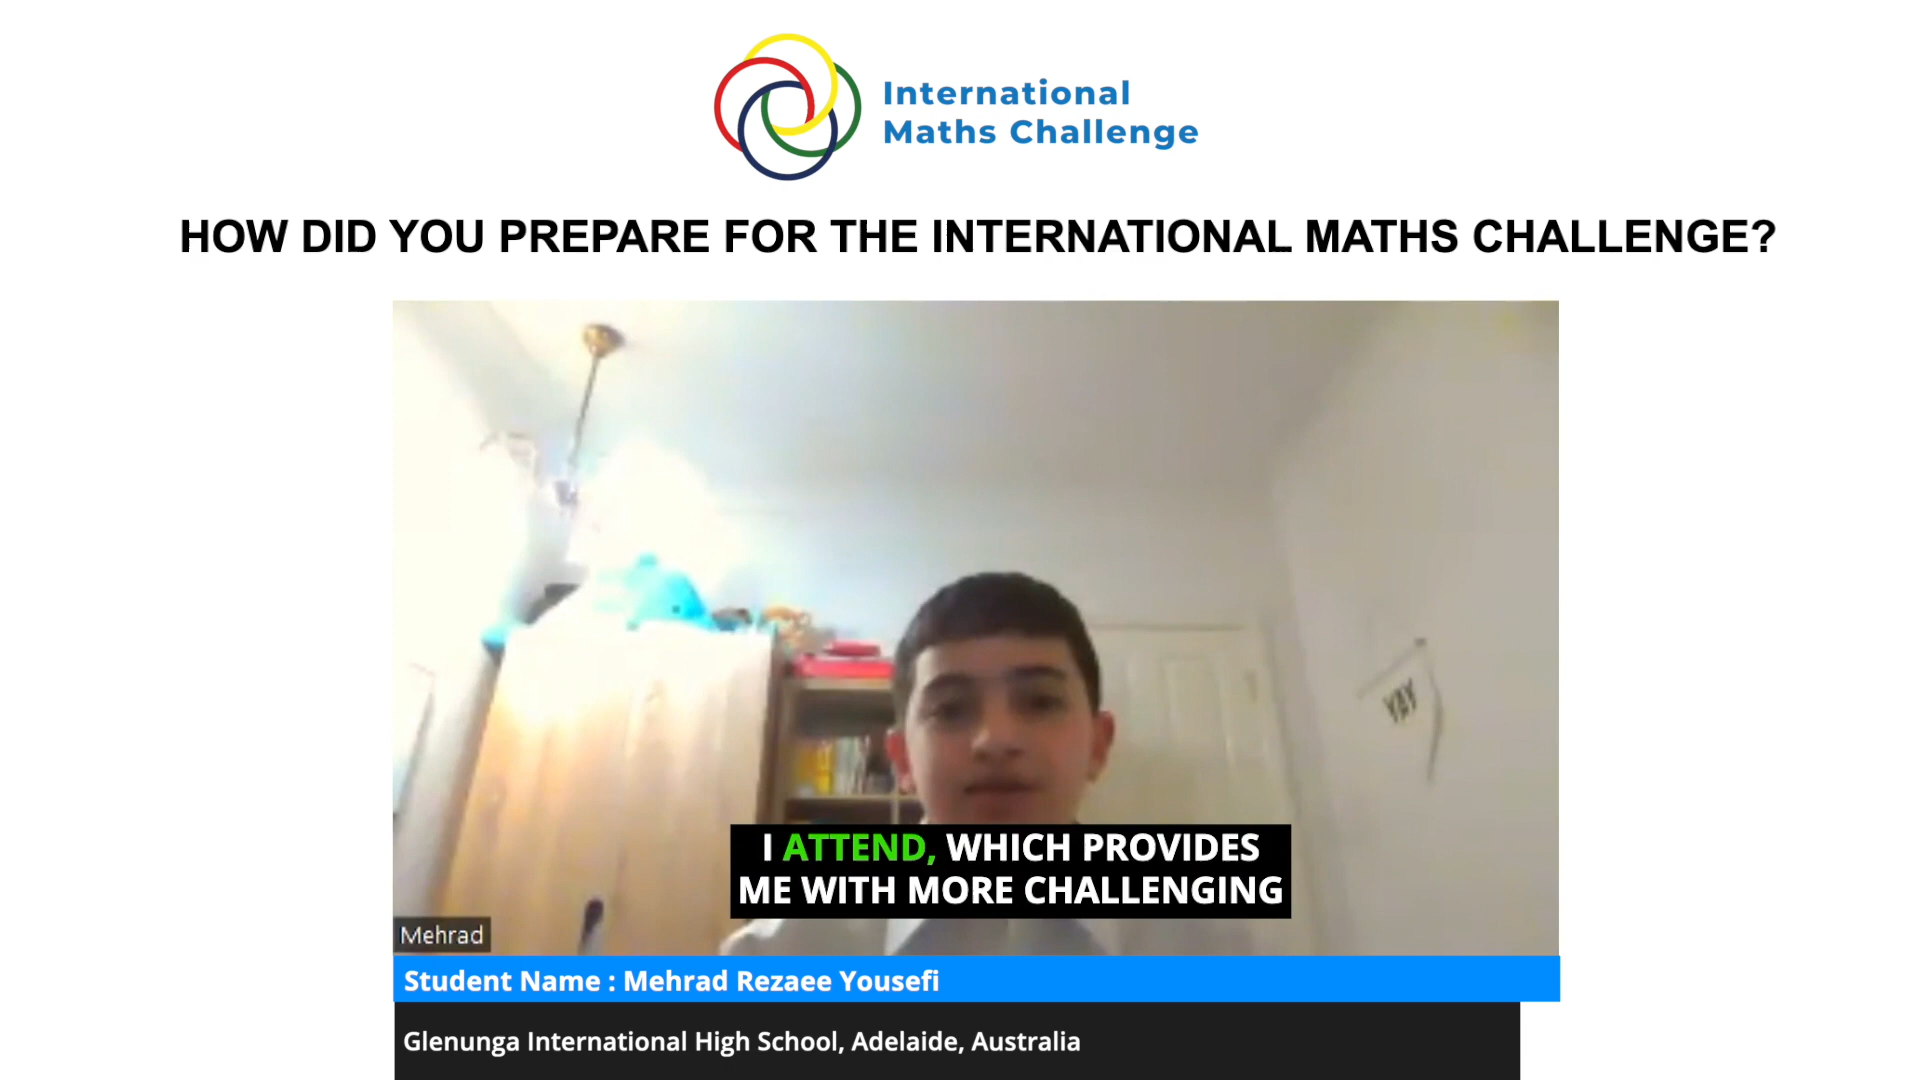 International
Maths Challenge
HOW DID YOU PREPARE FOR THE INTERNATIONAL MATHS CHALLENGE?
YAY
I ATTEND, WHICH PROVIDES
ME WITH MORE CHALLENGING
Mehrad
Student Name : Mehrad Rezaee Yousefi
Glenunga International High School, Adelaide, Australia